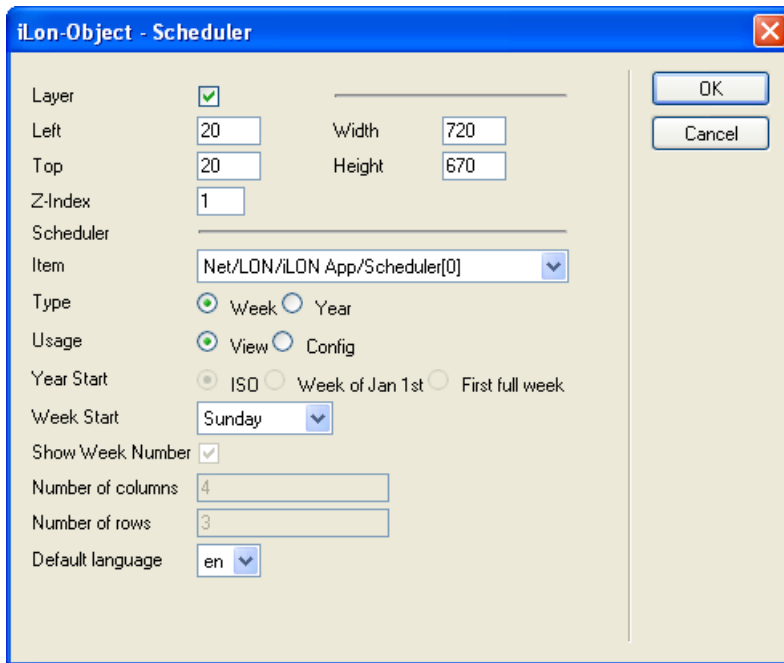 iLon-Object - Scheduler
Layer
OK
Left 20 Width 720
Cancel
Top 20 Height 670
Z-Index 1
Scheduler
Item Net/LON/iLON App/Scheduler[0]
Type Week Year
Usage View Config
Year Start ISO Week of Jan 1st First full week
Week Start Sunday
Show Week Number
Number of columns 4
Number of rows 3
Default language en